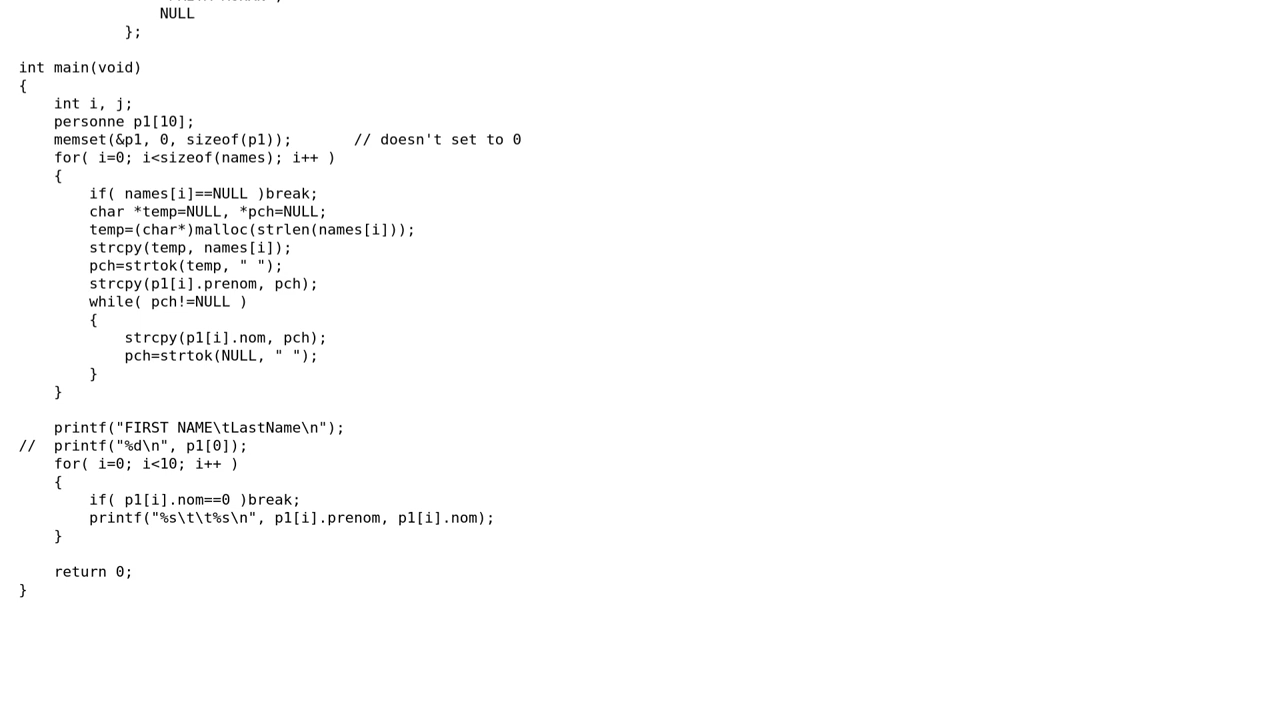 NULL
};
int main(void)
{
int i, j;
personne p1[10];
memset(&p1, 0, sizeof(p1)); // doesn't set to 0
for( i=0; i<sizeof(names); i++ )
{
if( names[i]==NULL )break;
char *temp=NULL, *pch=NULL;
temp=(char*)malloc(strlen(names[i]));
strcpy(temp, names[i]);
pch=strtok(temp, " ");
strcpy(p1[i].prenom, pch);
while( pch!=NULL )
{
strcpy(p1[i].nom, pch);
pch=strtok(NULL, " ");
}
}
printf("FIRST NAME\tLastName\n");
// printf("%d\n", p1[0]);
for( i=0; i<10; i++ )
{
if( p1[i].nom==0 )break;
printf("%s\t\t%s\n", p1[i].prenom, p1[i].nom);
}
return 0;
}